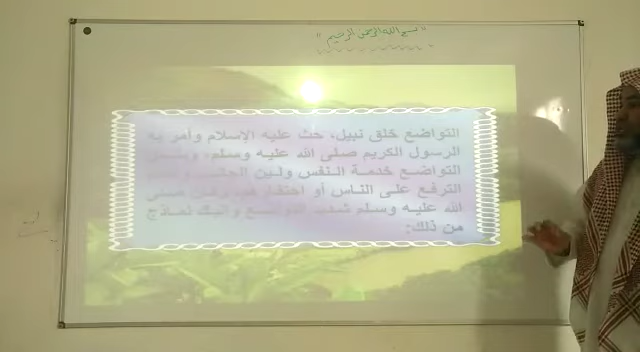 " بسم الله الرحمن الرحيم "
التواضع خلق نبيل، حث عليه الإسلام وأمر به
الرسول الكريم صلى الله عليه وسلم،
التواضع خدمة النفس ولين
الترفع على الناس أو صلى
الله عليه وسلم شديد التواضع وإليك نماذج
من ذلك: